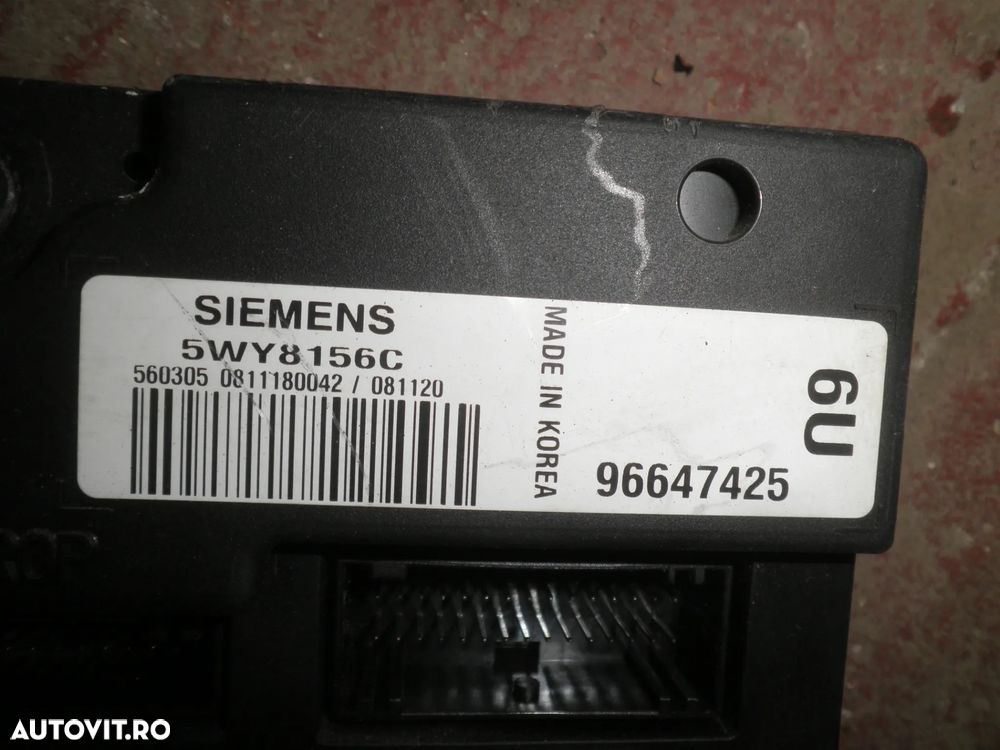 SIEMENS
5WY8156C
560305 0811180042 / 081120
MADE IN KOREA
96647425
6U
AUTOVIT.RO